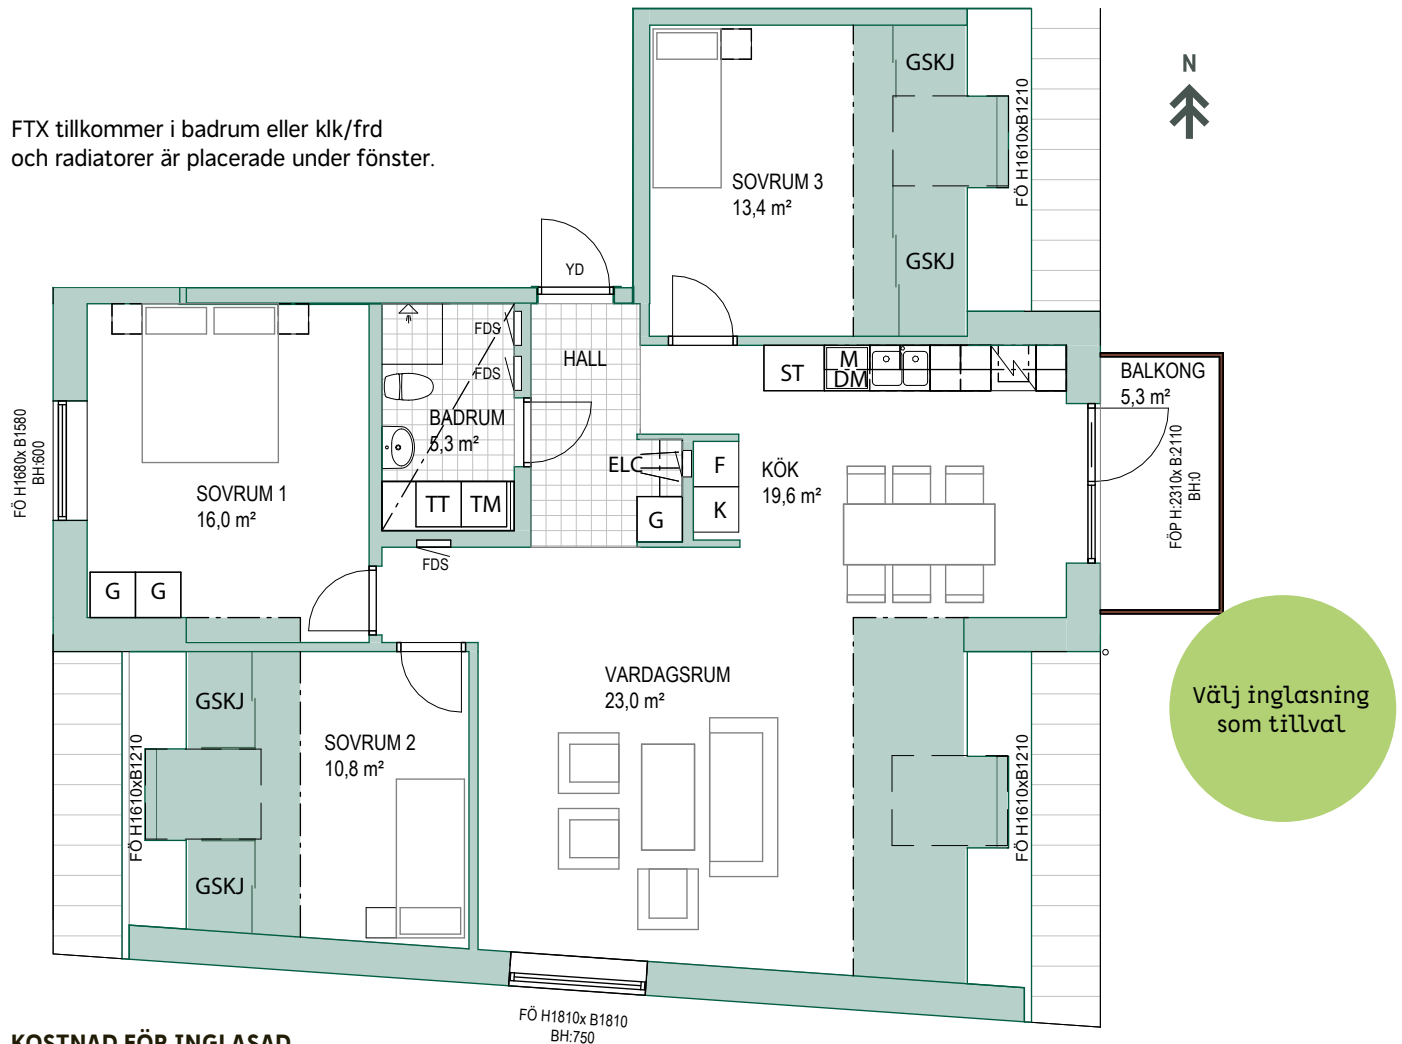 FTX tillkommer i badrum eller klk/frd
och radiatorer är placerade under fönster.
N
GSKJ
SOVRUM 3
13,4 m²
GSKJ
FÖ H1610xB1210
YD
FDS
FDS
HALL
BADRUM
5,3 m²
TT
TM
FDS
ST
M
DM
BALKONG
5,3 m²
FÖP H:2310x B:2110
BH:0
ELC
F
K
G
KÖK
19,6 m²
FÖ H1680x B1580
BH:600
SOVRUM 1
16,0 m²
G
G
GSKJ
SOVRUM 2
10,8 m²
GSKJ
FÖ H1610xB1210
VARDAGSRUM
23,0 m²
FÖ H1610xB1210
Välj inglasning
som tillval
FÖ H1810x B1810
BH:750
KOSTNAD FÖR INGLASAD